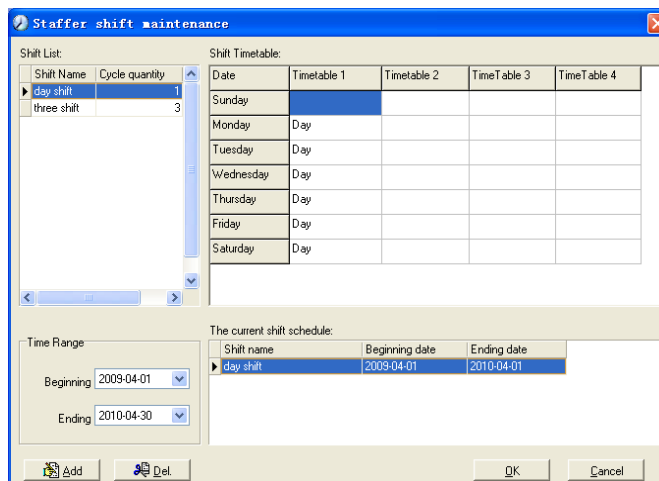 Staffer shift maintenance
Shift List:
Shift Name Cycle quantity
day shift 1
three shift 3
Shift Timetable:
Date Timetable 1 Timetable 2 TimeTable 3 TimeTable 4
Sunday
Monday Day
Tuesday Day
Wednesday Day
Thursday Day
Friday Day
Saturday Day
Time Range
Beginning 2009-04-01
Ending 2010-04-30
The current shift schedule:
Shift name Beginning date Ending date
day shift 2009-04-01 2010-04-01
Add Del. OK Cancel